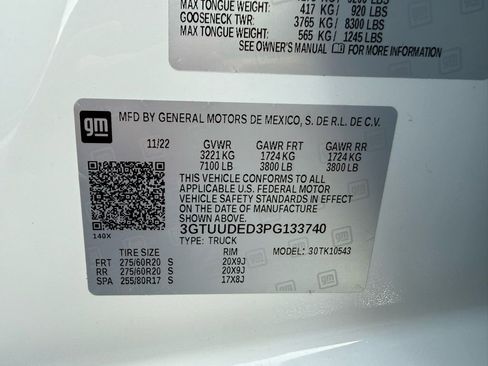 MAX TONGUE WEIGHT:
417 KG / 920 LBS
GOOSENECK TWR:
3765 KG / 8300 LBS
MAX TONGUE WEIGHT:
565 KG / 1245 LBS
SEE OWNER'S MANUAL FOR MORE INFORMATION
gm
MFD BY GENERAL MOTORS DE MEXICO, S. DE R.L. DE C.V.
11/22 GVWR GAWR FRT GAWR RR
3221 KG 1724 KG 1724 KG
7100 LB 3800 LB 3800 LB
THIS VEHICLE CONFORMS TO ALL
APPLICABLE U.S. FEDERAL MOTOR
VEHICLE SAFETY STANDARDS IN EFFECT
ON THE DATE OF MANUFACTURE SHOWN ABOVE.
3GTUUDED3PG133740
140X
TYPE: TRUCK
TIRE SIZE RIM 30TK10543
FRT 275/60R20 S 20X9J
RR 275/60R20 S 20X9J
SPA 255/80R17 S 17X8J